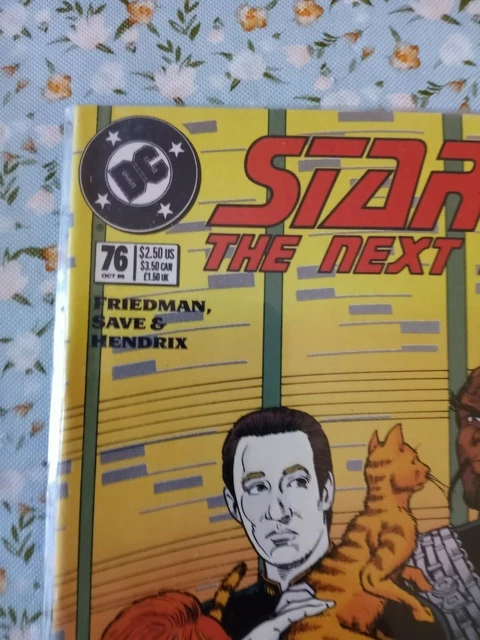 DC
STAR
THE NEXT
76
OCT 95
$2.50 US
$3.50 CAN
£1.50 UK
FRIEDMAN,
SAVE &
HENDRIX